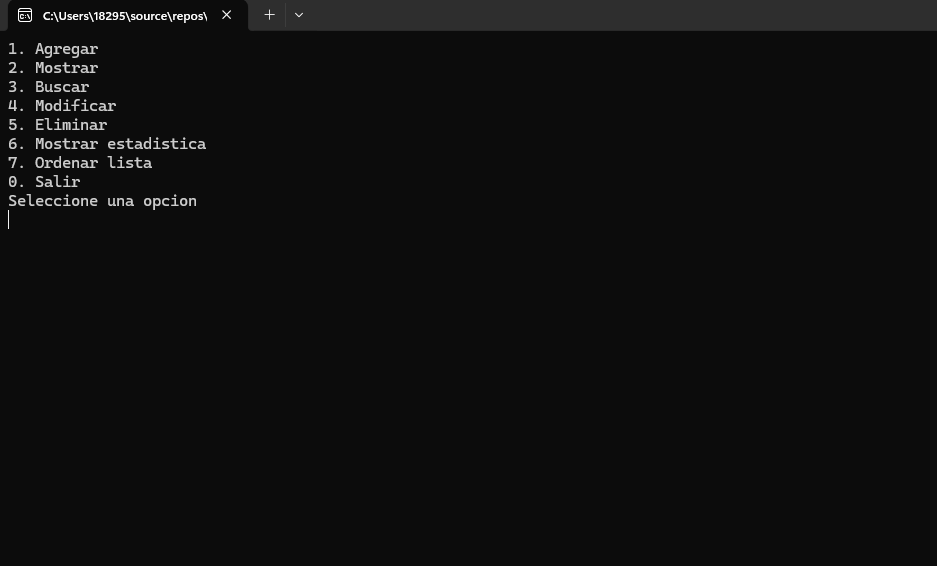 C:\Users\18295\source\repos\
1. Agregar
2. Mostrar
3. Buscar
4. Modificar
5. Eliminar
6. Mostrar estadistica
7. Ordenar lista
0. Salir
Seleccione una opcion